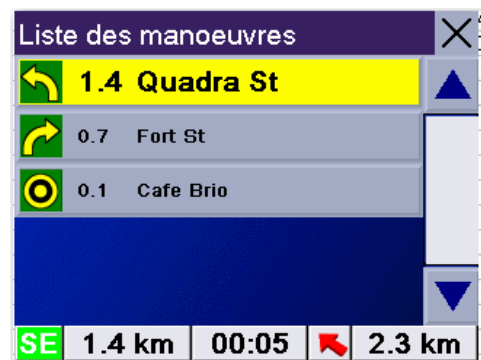 Liste des manoeuvres
1.4 Quadra St
0.7 Fort St
0.1 Cafe Brio
SE 1.4 km 00:05 2.3 km